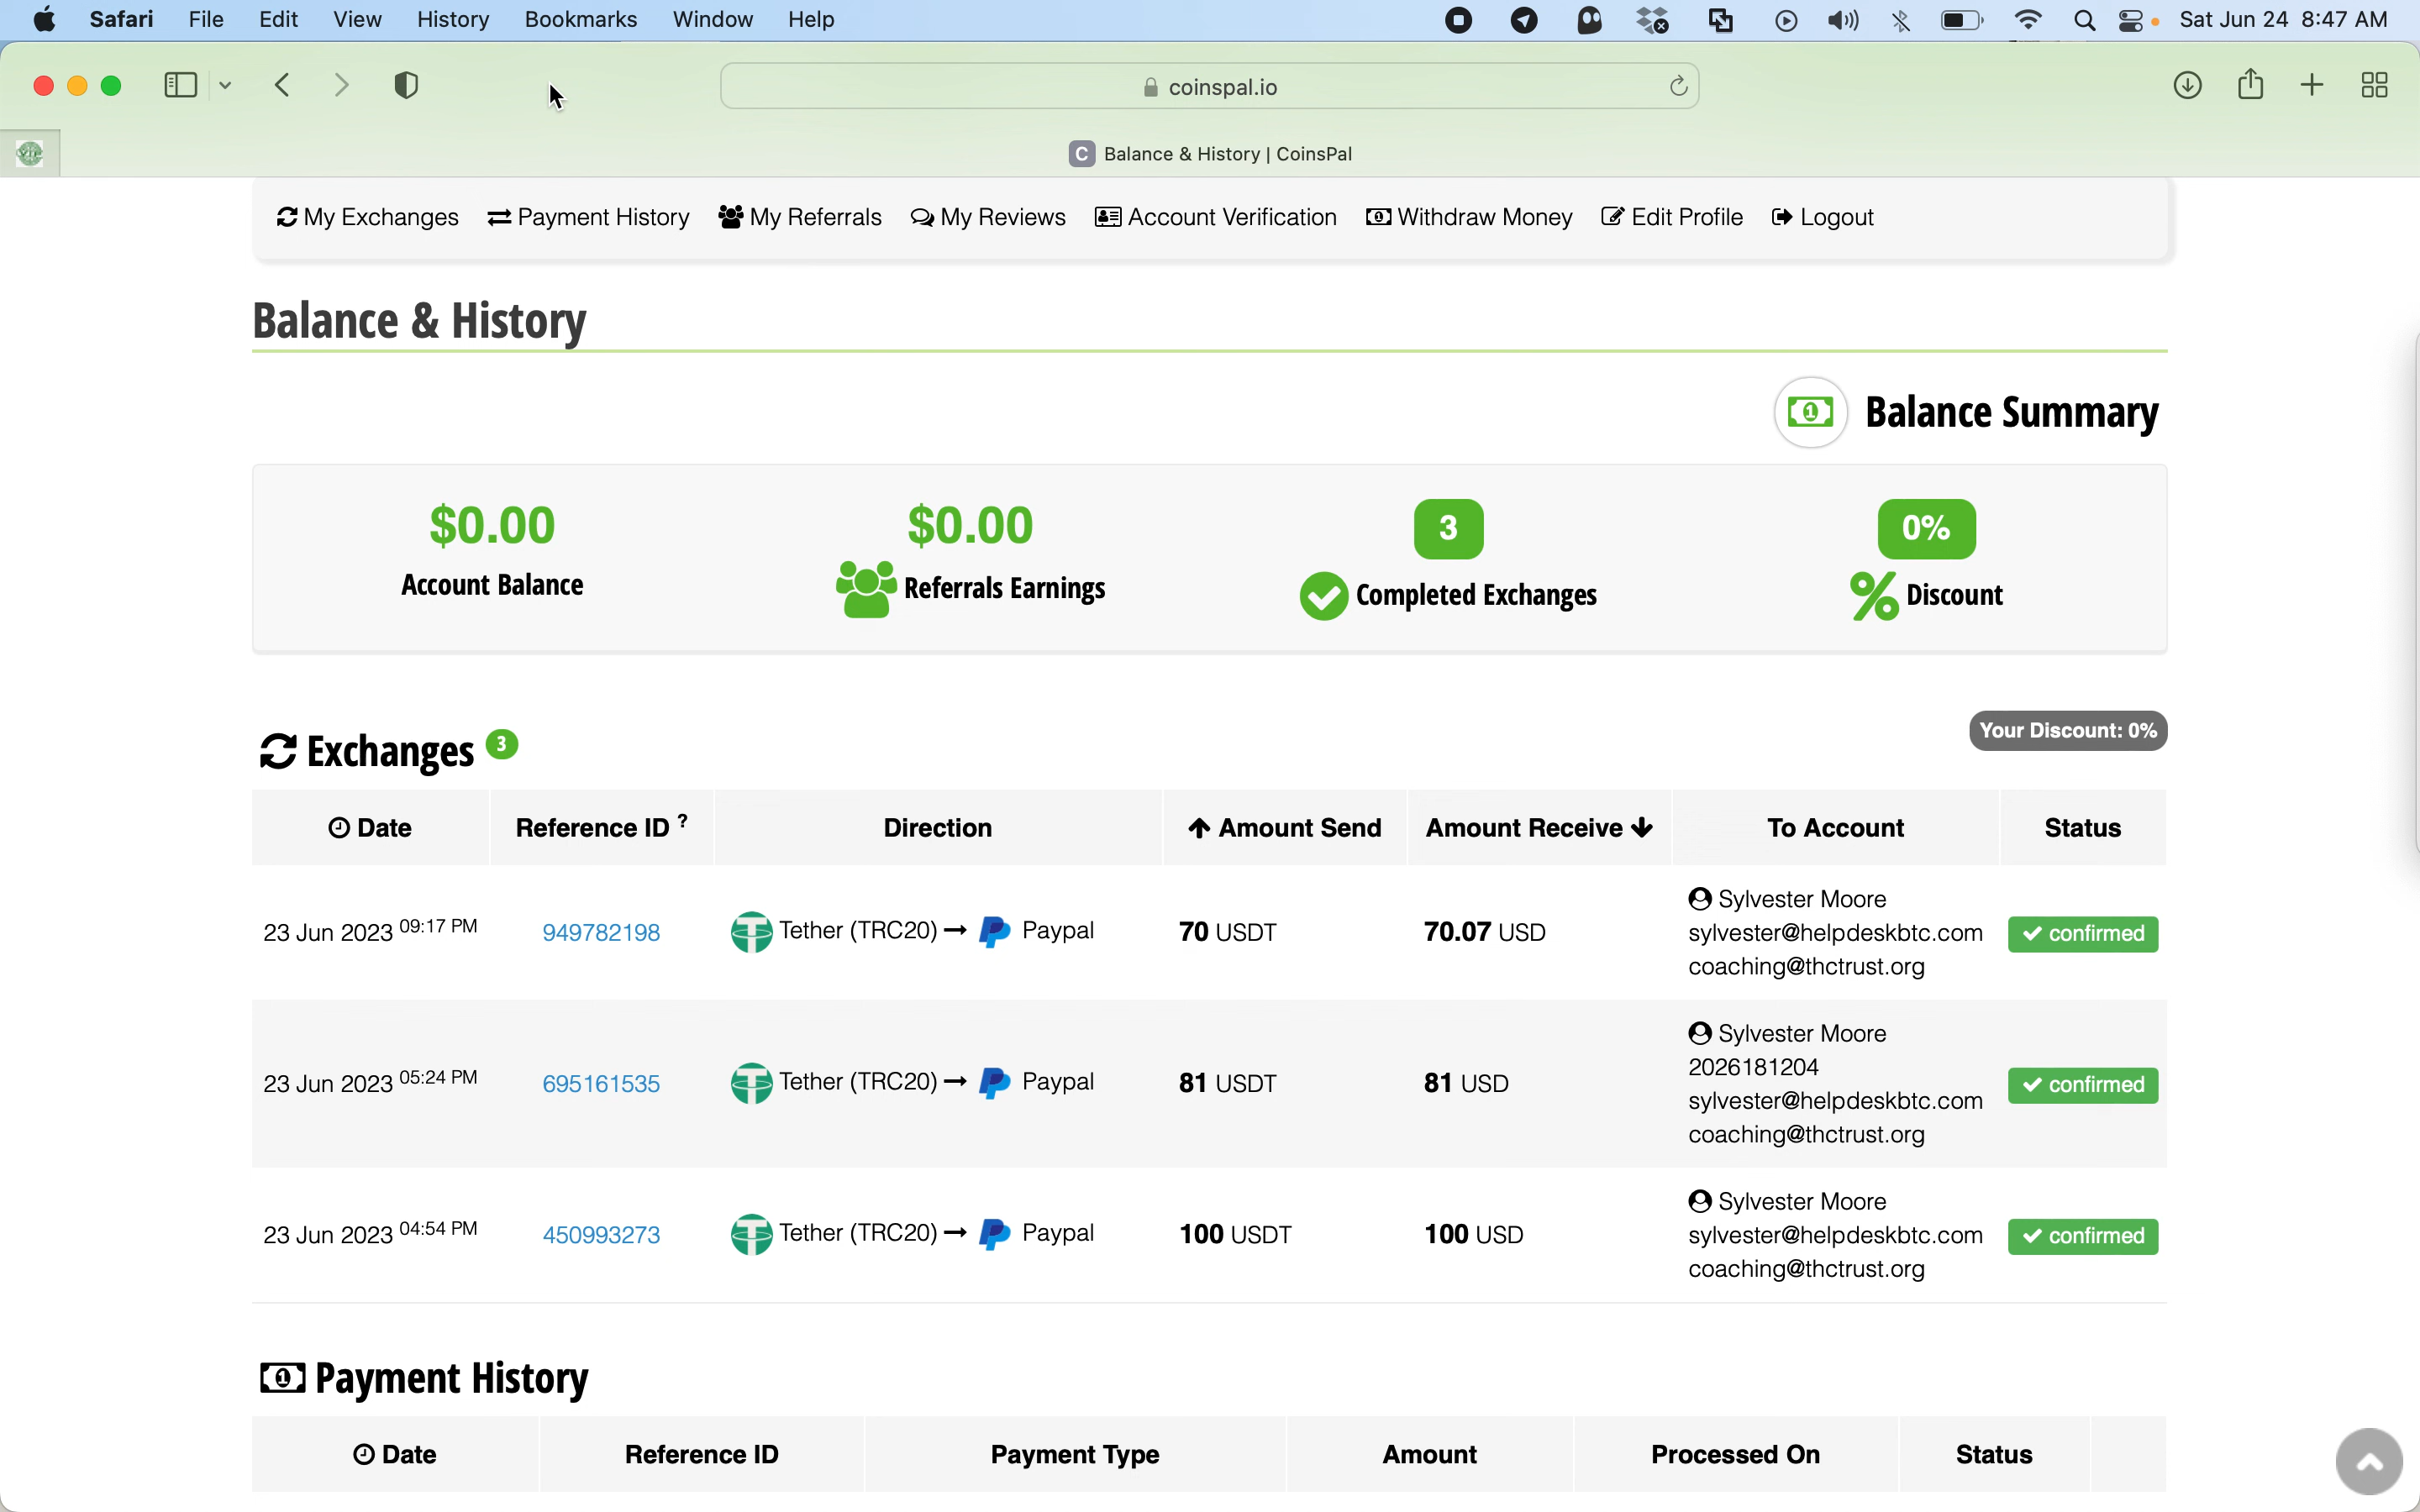 Safari File Edit View History Bookmarks Window Help Sat Jun 24 8:47 AM
coinspal.io
VIP C Balance & History | CoinsPal
My Exchanges Payment History My Referrals My Reviews Account Verification Withdraw Money Edit Profile Logout
Balance & History
Balance Summary
$0.00 $0.00 3 0%
Account Balance Referrals Earnings Completed Exchanges Discount
Your Discount: 0%
Exchanges 3
Date Reference ID ? Direction Amount Send Amount Receive To Account Status
Sylvester Moore
23 Jun 2023 09:17 PM 949782198 Tether (TRC20) → Paypal 70 USDT 70.07 USD sylvester@helpdeskbtc.com confirmed
coaching@thctrust.org
Sylvester Moore
2026181204
23 Jun 2023 05:24 PM 695161535 Tether (TRC20) → Paypal 81 USDT 81 USD sylvester@helpdeskbtc.com confirmed
coaching@thctrust.org
Sylvester Moore
23 Jun 2023 04:54 PM 450993273 Tether (TRC20) → Paypal 100 USDT 100 USD sylvester@helpdeskbtc.com confirmed
coaching@thctrust.org
Payment History
Date Reference ID Payment Type Amount Processed On Status